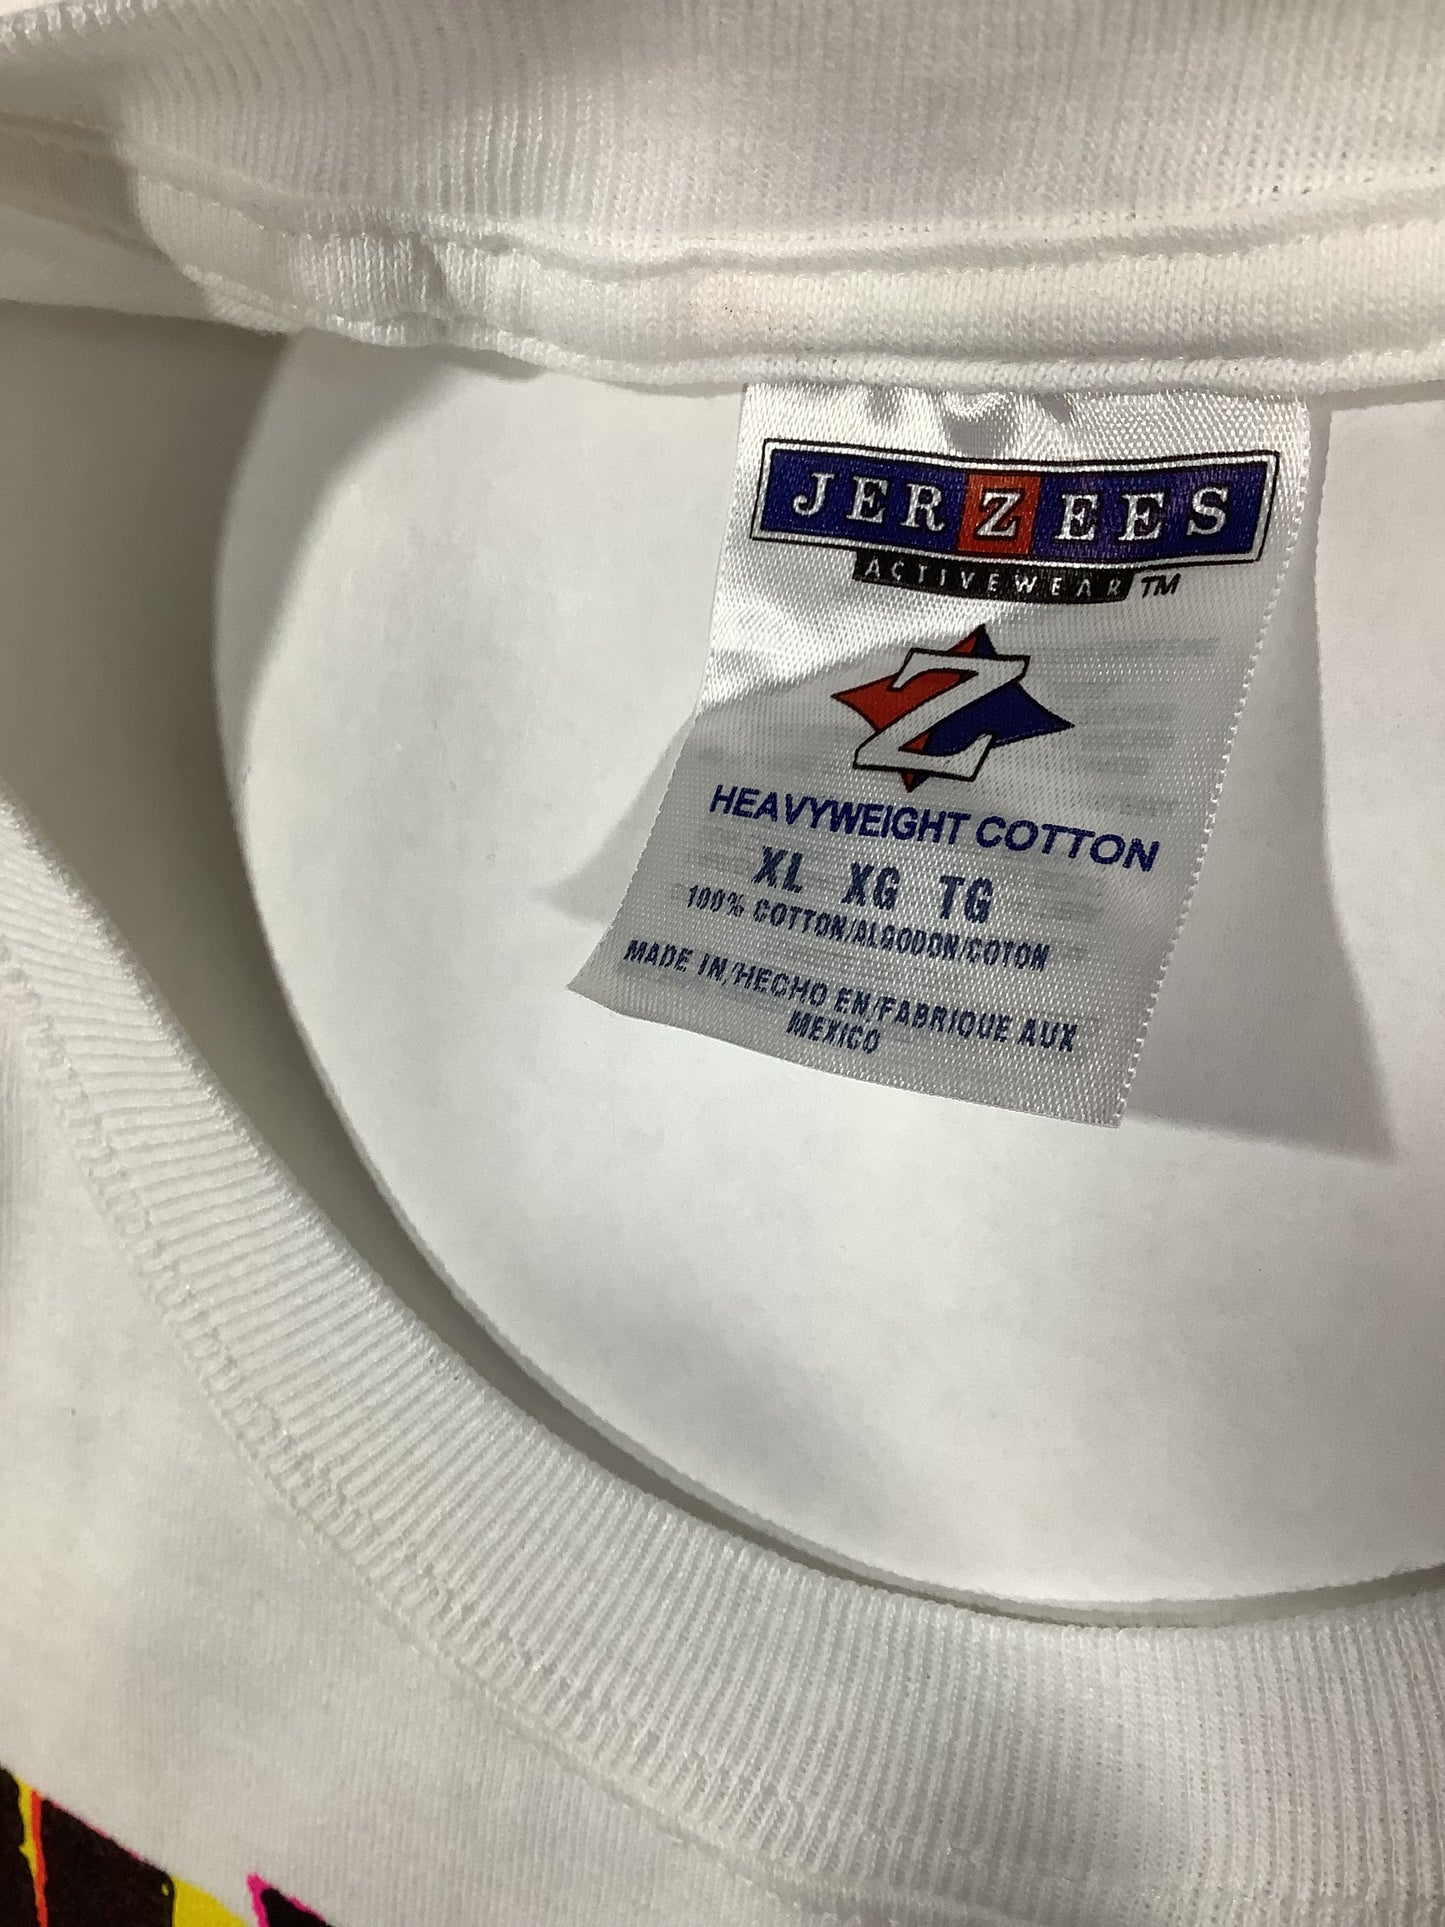 JERZEES
ACTIVEWEAR TM
Z
HEAVYWEIGHT COTTON
XL XG TG
100% COTTON/ALGODON/COTON
MADE IN/HECHO EN/FABRIQUE AUX
MEXICO